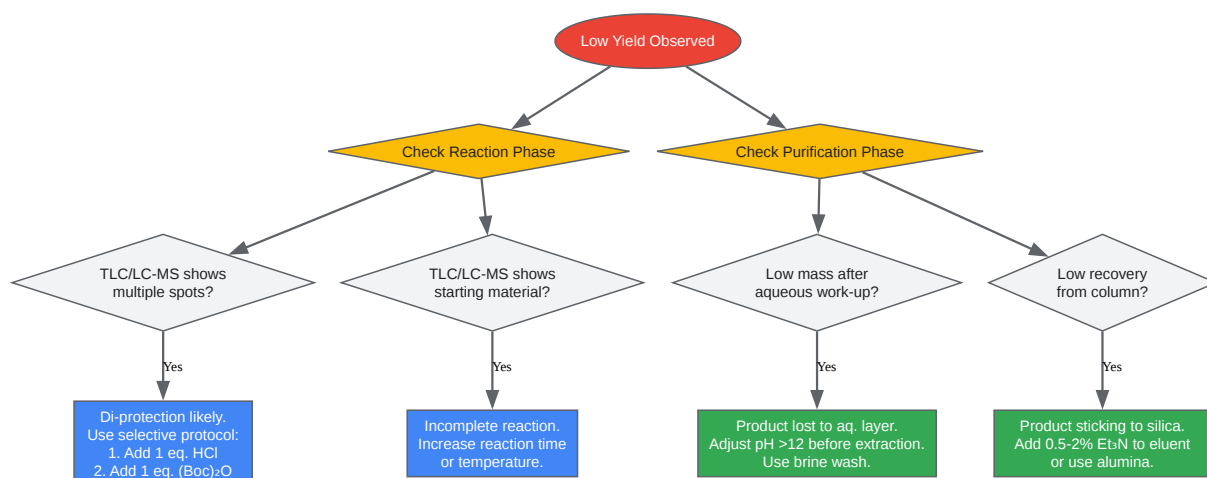 Low Yield Observed
Check Reaction Phase
Check Purification Phase
TLC/LC-MS shows
multiple spots?
TLC/LC-MS shows
starting material?
Low mass after
aqueous work-up?
Low recovery
from column?
Yes
Yes
Yes
Yes
Di-protection likely.
Use selective protocol:
1. Add 1 eq. HCl
2. Add 1 eq. (Boc)₂O
Incomplete reaction.
Increase reaction time
or temperature.
Product lost to aq. layer.
Adjust pH >12 before extraction.
Use brine wash.
Product sticking to silica.
Add 0.5-2% Et₃N to eluent
or use alumina.